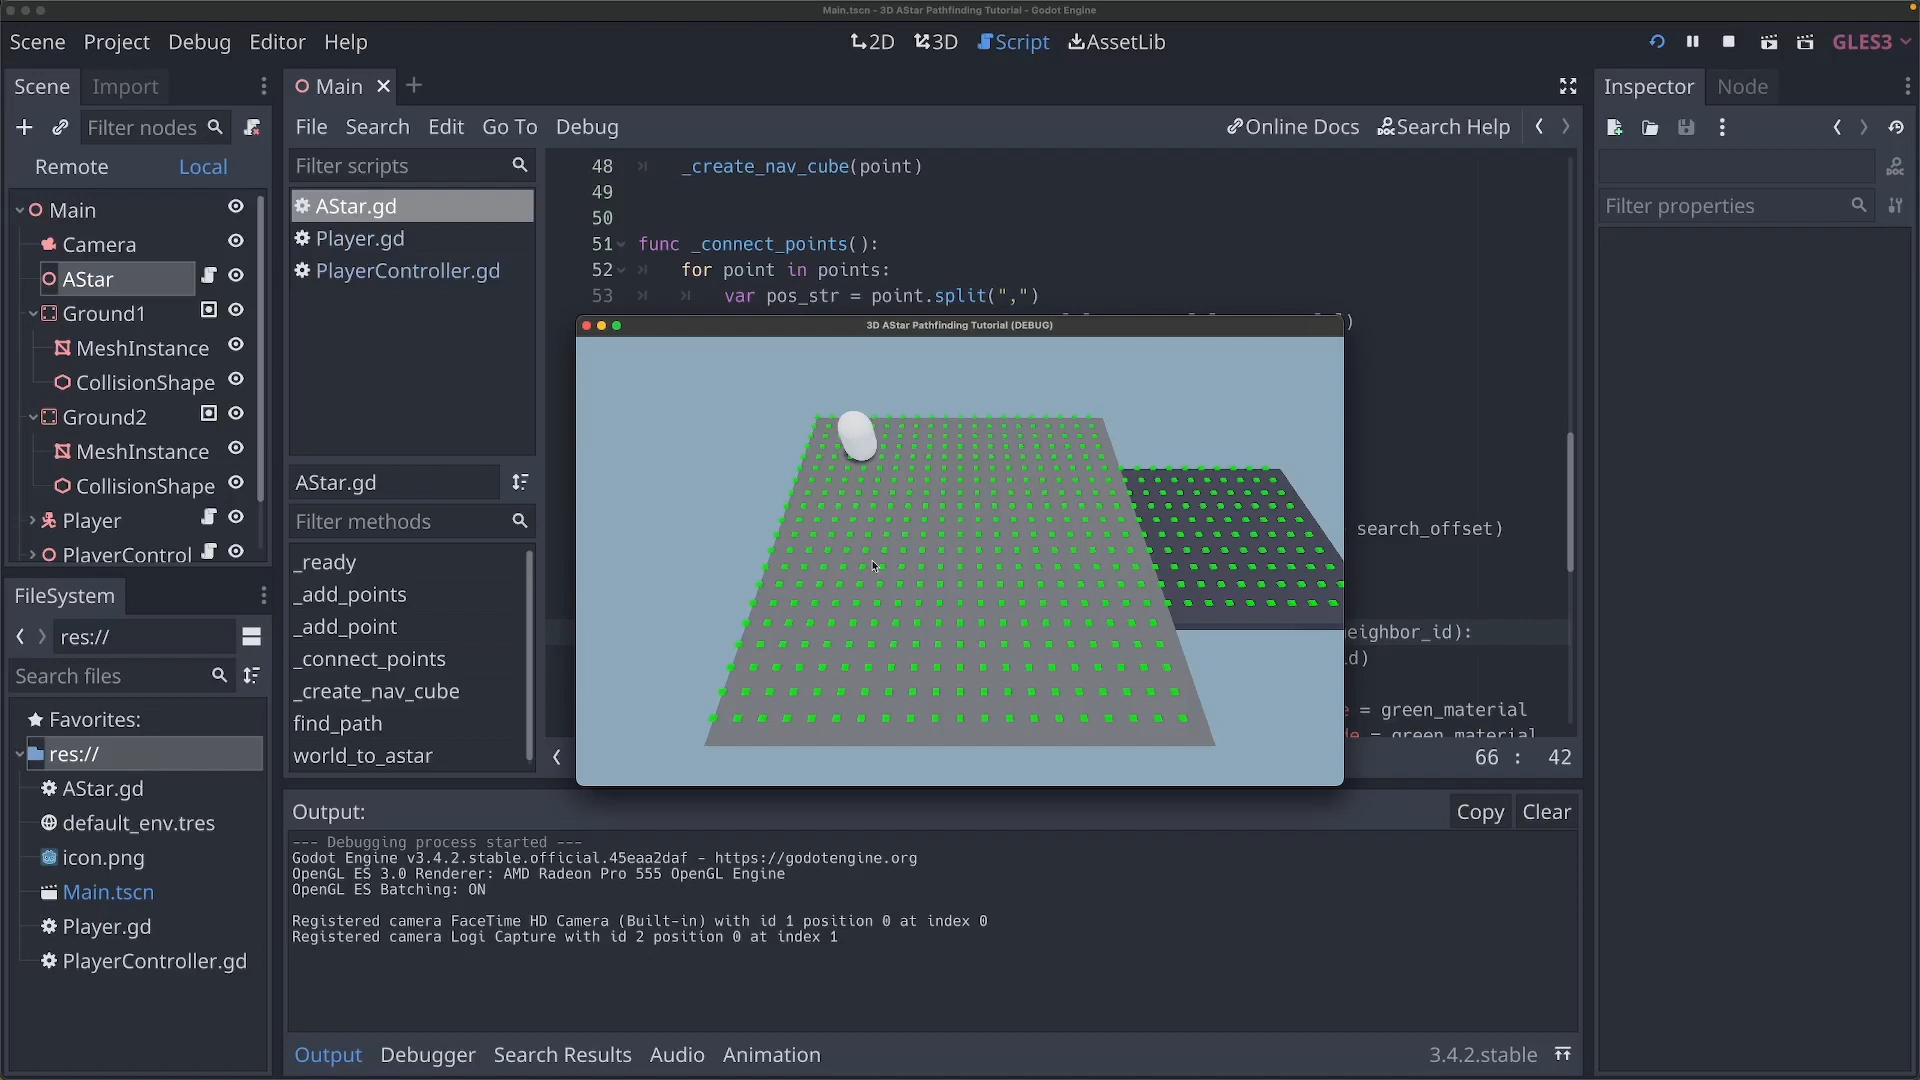 Main.tscn - 3D AStar Pathfinding Tutorial - Godot Engine
Scene Project Debug Editor Help
2D 3D Script AssetLib
GLES3
Scene Import
Filter nodes
Remote Local
Main
Camera
AStar
Ground1
MeshInstance
CollisionShape
Ground2
MeshInstance
CollisionShape
Player
PlayerControl
FileSystem
res://
Search files
Favorites:
res://
AStar.gd
default_env.tres
icon.png
Main.tscn
Player.gd
PlayerController.gd
Main
File Search Edit Go To Debug
Online Docs Search Help
Filter scripts
AStar.gd
Player.gd
PlayerController.gd
AStar.gd
Filter methods
_ready
_add_points
_add_point
_connect_points
_create_nav_cube
find_path
world_to_astar
48 _create_nav_cube(point)
49
50
51 func _connect_points():
52 for point in points:
53 var pos_str = point.split(",")
)
3D AStar Pathfinding Tutorial (DEBUG)
search_offset)
eighbor_id):
d)
= green_material
= green_material
66 : 42
Output:
Copy Clear
--- Debugging process started ---
Godot Engine v3.4.2.stable.official.45eaa2daf - https://godotengine.org
OpenGL ES 3.0 Renderer: AMD Radeon Pro 555 OpenGL Engine
OpenGL ES Batching: ON
Registered camera FaceTime HD Camera (Built-in) with id 1 position 0 at index 0
Registered camera Logi Capture with id 2 position 0 at index 1
Output Debugger Search Results Audio Animation
3.4.2.stable
Inspector Node
DOC
Filter properties